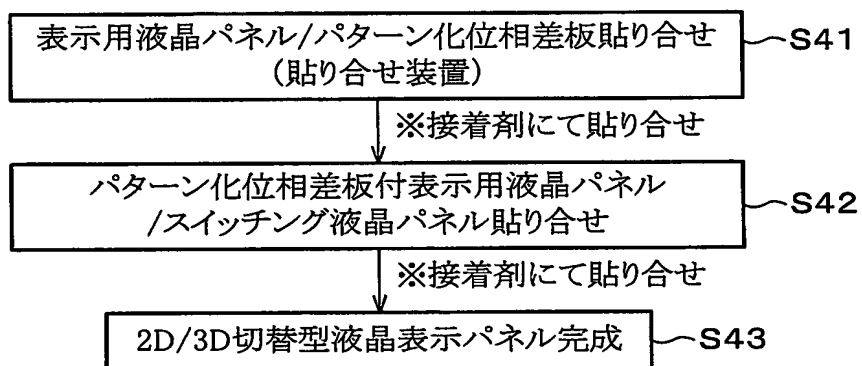 表示用液晶パネル/パターン化位相差板貼り合せ
(貼り合せ装置)
S41
※接着剤にて貼り合せ
パターン化位相差板付表示用液晶パネル
/スイッチング液晶パネル貼り合せ
S42
※接着剤にて貼り合せ
2D/3D切替型液晶表示パネル完成
S43